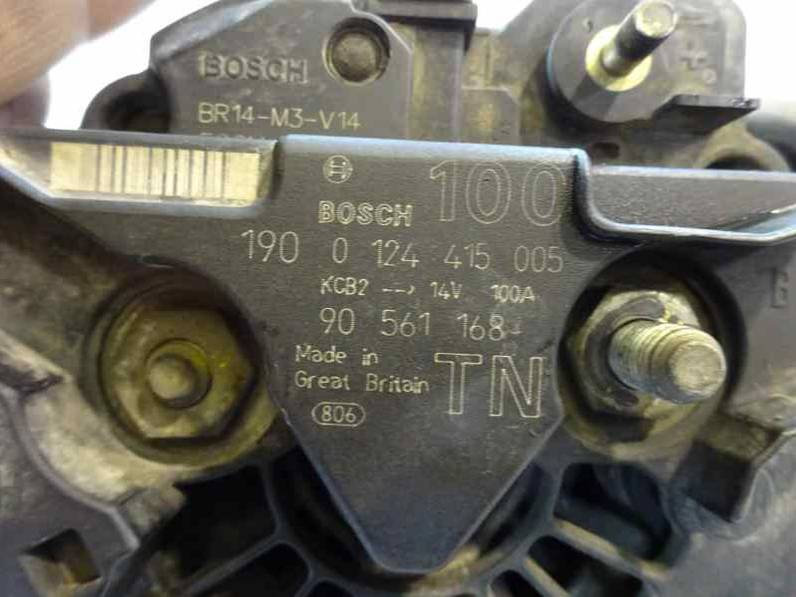 BOSCH
BR14-M3-V14
BOSCH 100
190 0 124 415 005
KCB2 --> 14V 100A
90 561 168
Made in
Great Britain
TN
806